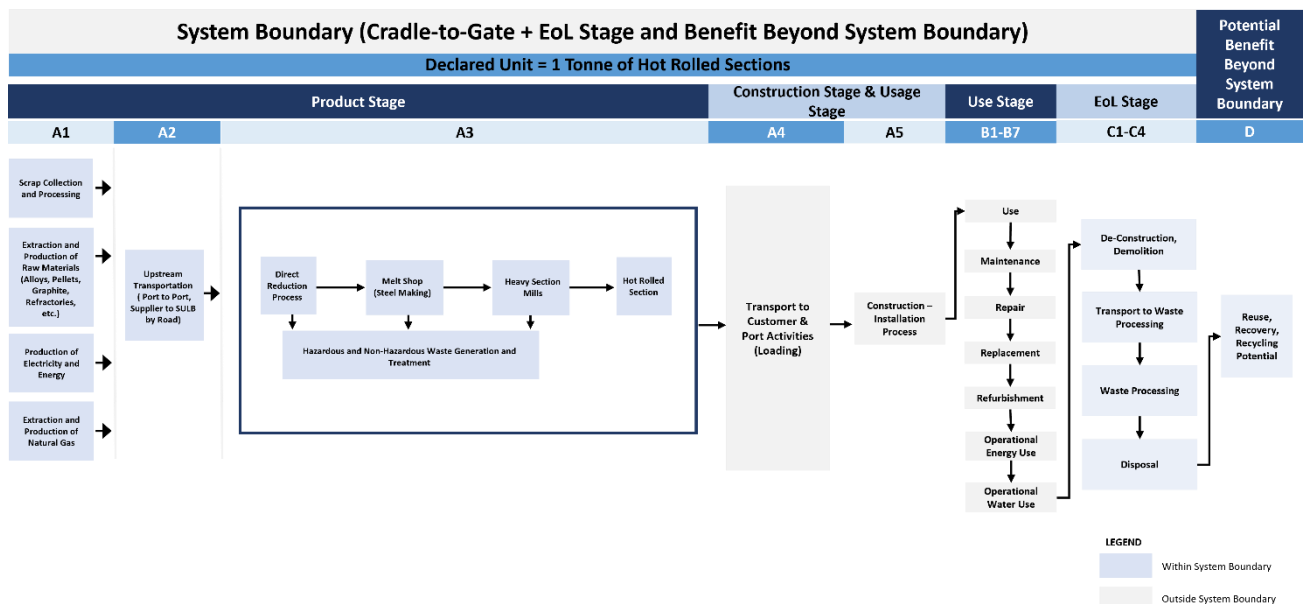 System Boundary (Cradle-to-Gate + EoL Stage and Benefit Beyond System Boundary)
Potential
Benefit
Beyond
System
Boundary
Declared Unit = 1 Tonne of Hot Rolled Sections
Product Stage
Construction Stage & Usage
Stage
Use Stage
EoL Stage
A1
A2
A3
A4
A5
B1-B7
C1-C4
D
Scrap Collection
and Processing
Extraction and
Production of
Raw Materials
(Alloys, Pellets,
Graphite,
Refractories,
etc.)
Production of
Electricity and
Energy
Extraction and
Production of
Natural Gas
Upstream
Transportation
( Port to Port,
Supplier to SULB
by Road)
Direct
Reduction
Process
Melt Shop
(Steel Making)
Heavy Section
Mills
Hot Rolled
Section
Hazardous and Non-Hazardous Waste Generation and
Treatment
Transport to
Customer &
Port Activities
(Loading)
Construction –
Installation
Process
Use
Maintenance
Repair
Replacement
Refurbishment
Operational
Energy Use
Operational
Water Use
De-Construction,
Demolition
Transport to Waste
Processing
Waste Processing
Disposal
Reuse,
Recovery,
Recycling
Potential
LEGEND
Within System Boundary
Outside System Boundary